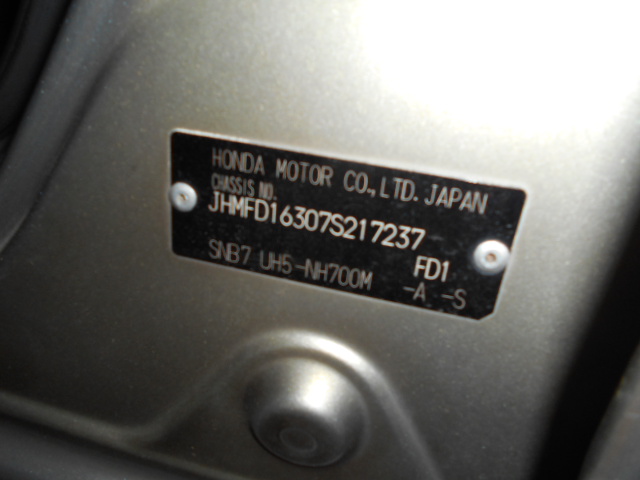 HONDA MOTOR CO.,LTD. JAPAN
CHASSIS NO.
JHMFD16307S217237
SNB7 UH5-NH700M FD1
-A -S